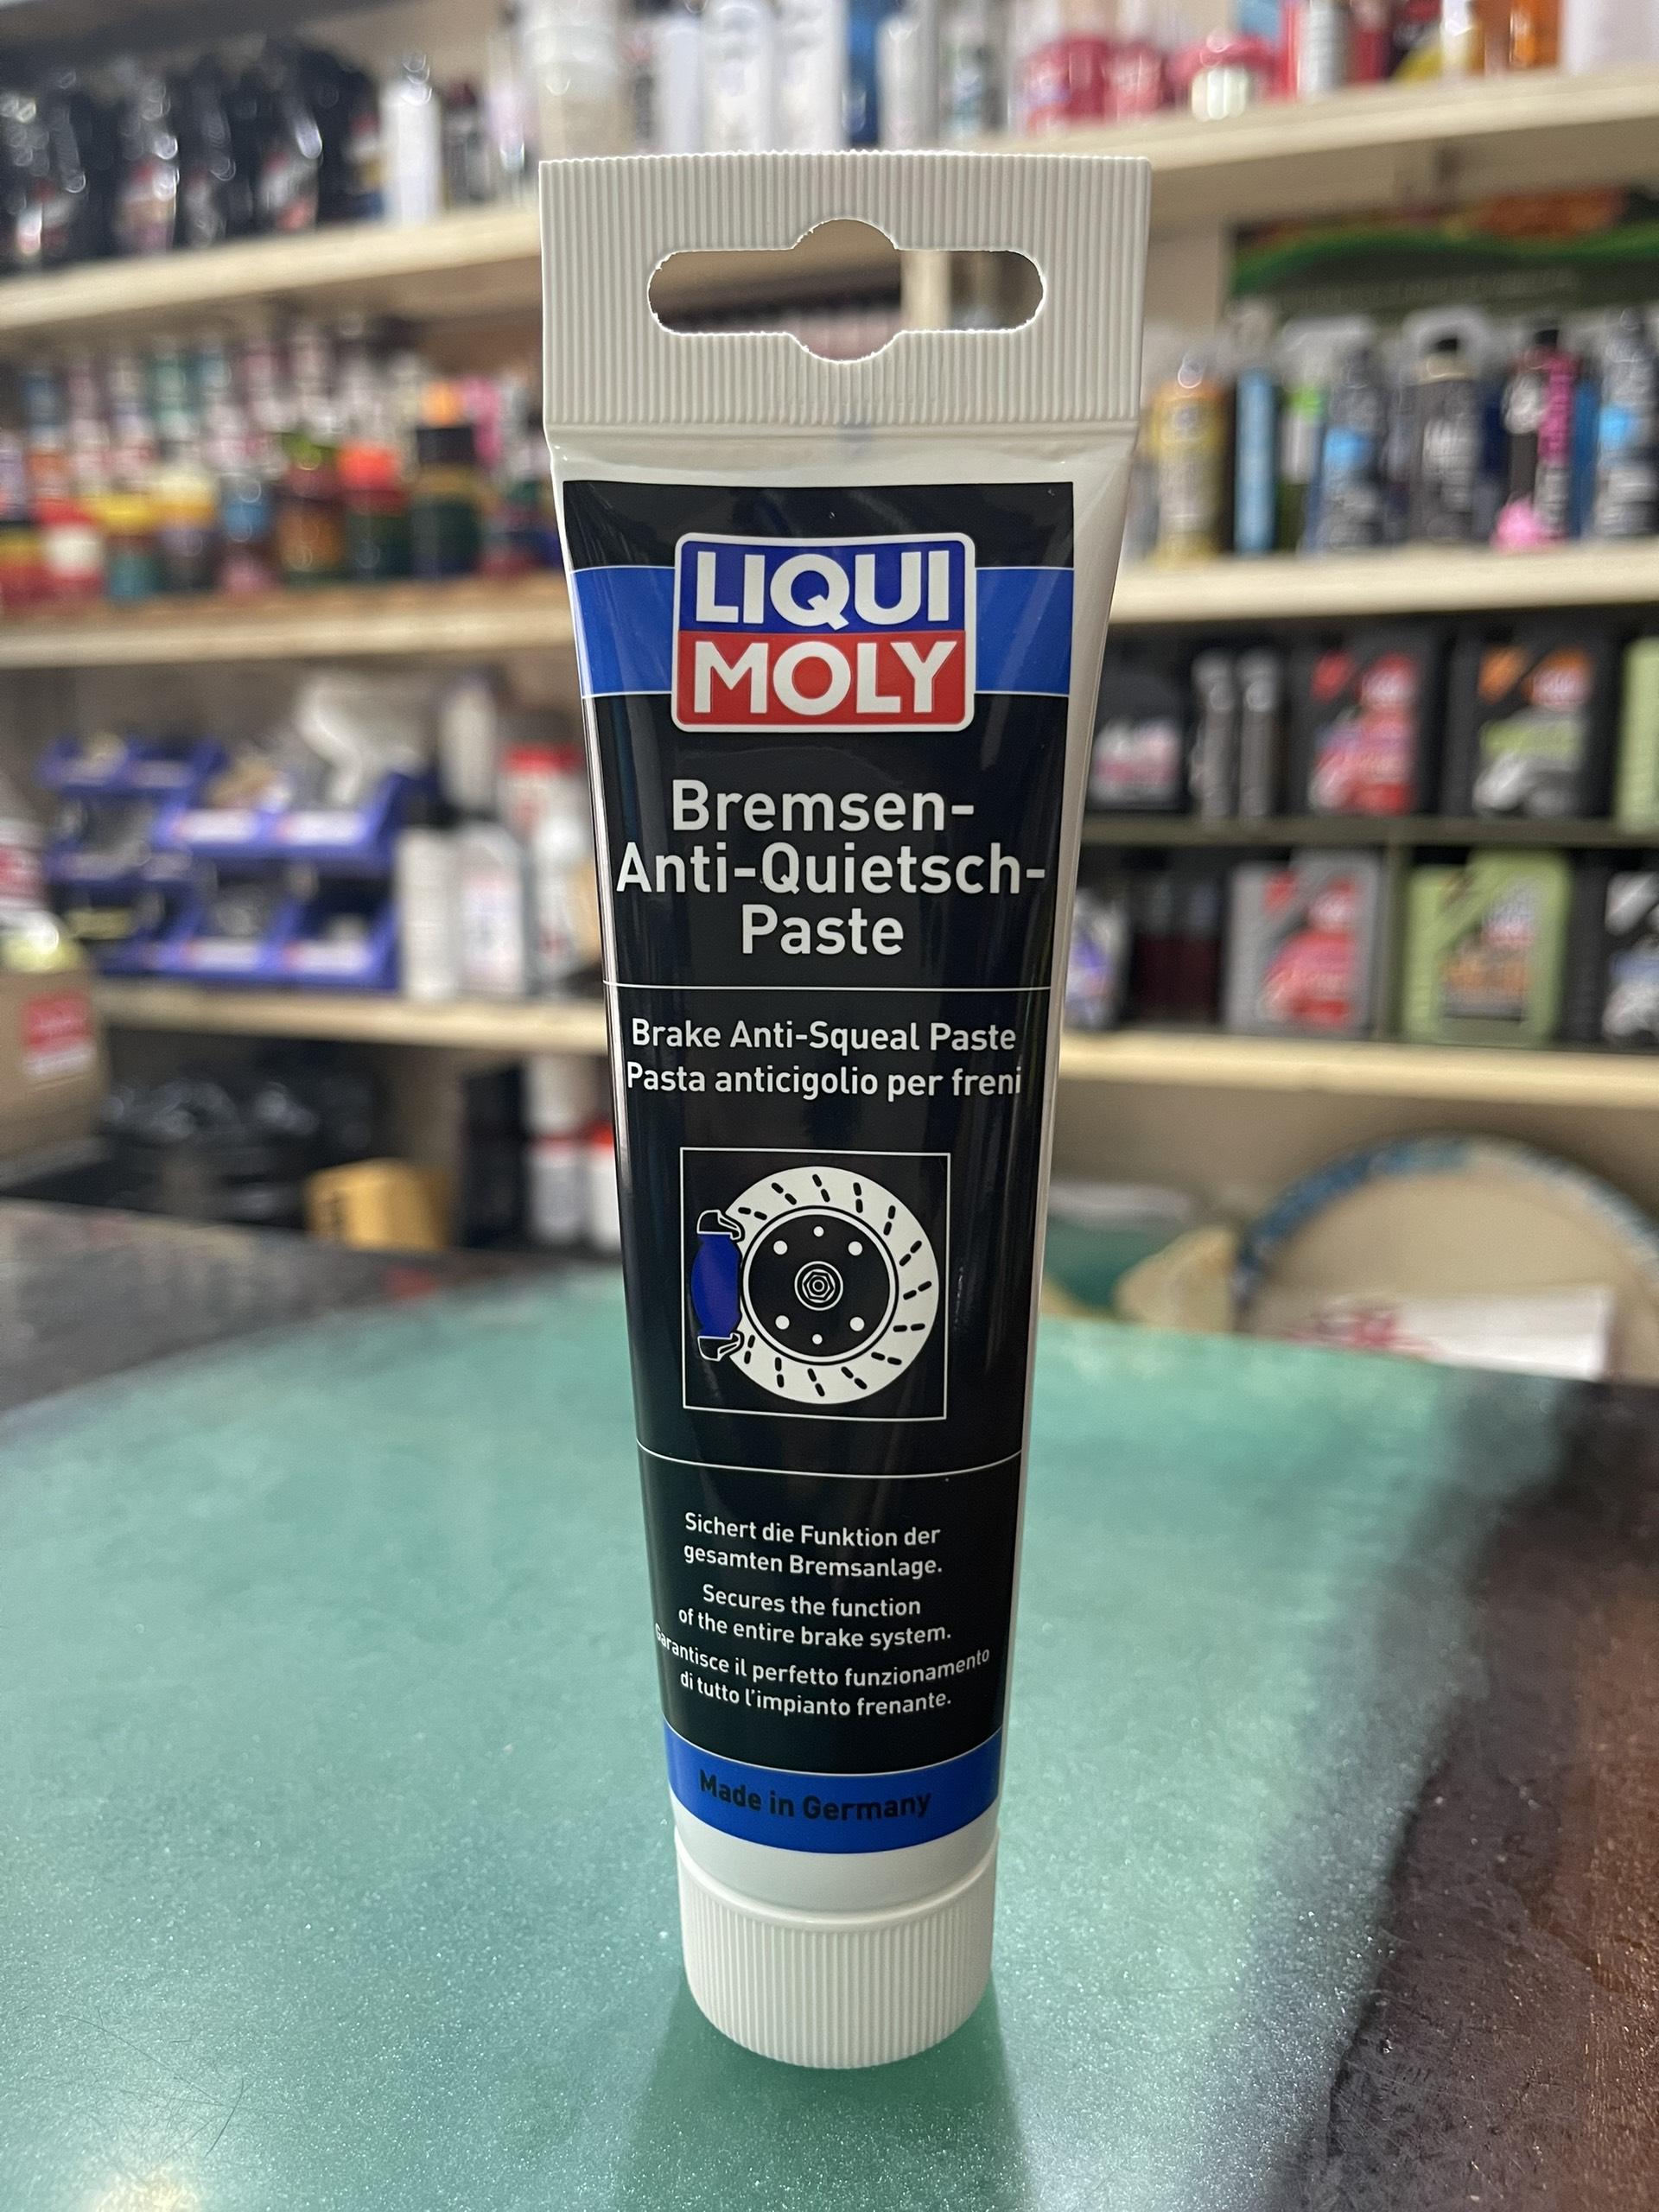 LIQUI
MOLY
Bremsen-
Anti-Quietsch-
Paste
Brake Anti-Squeal Paste
Pasta anticigolio per freni
Sichert die Funktion der
gesamten Bremsanlage.
Secures the function
of the entire brake system.
Garantisce il perfetto funzionamento
di tutto l'impianto frenante.
Made in Germany